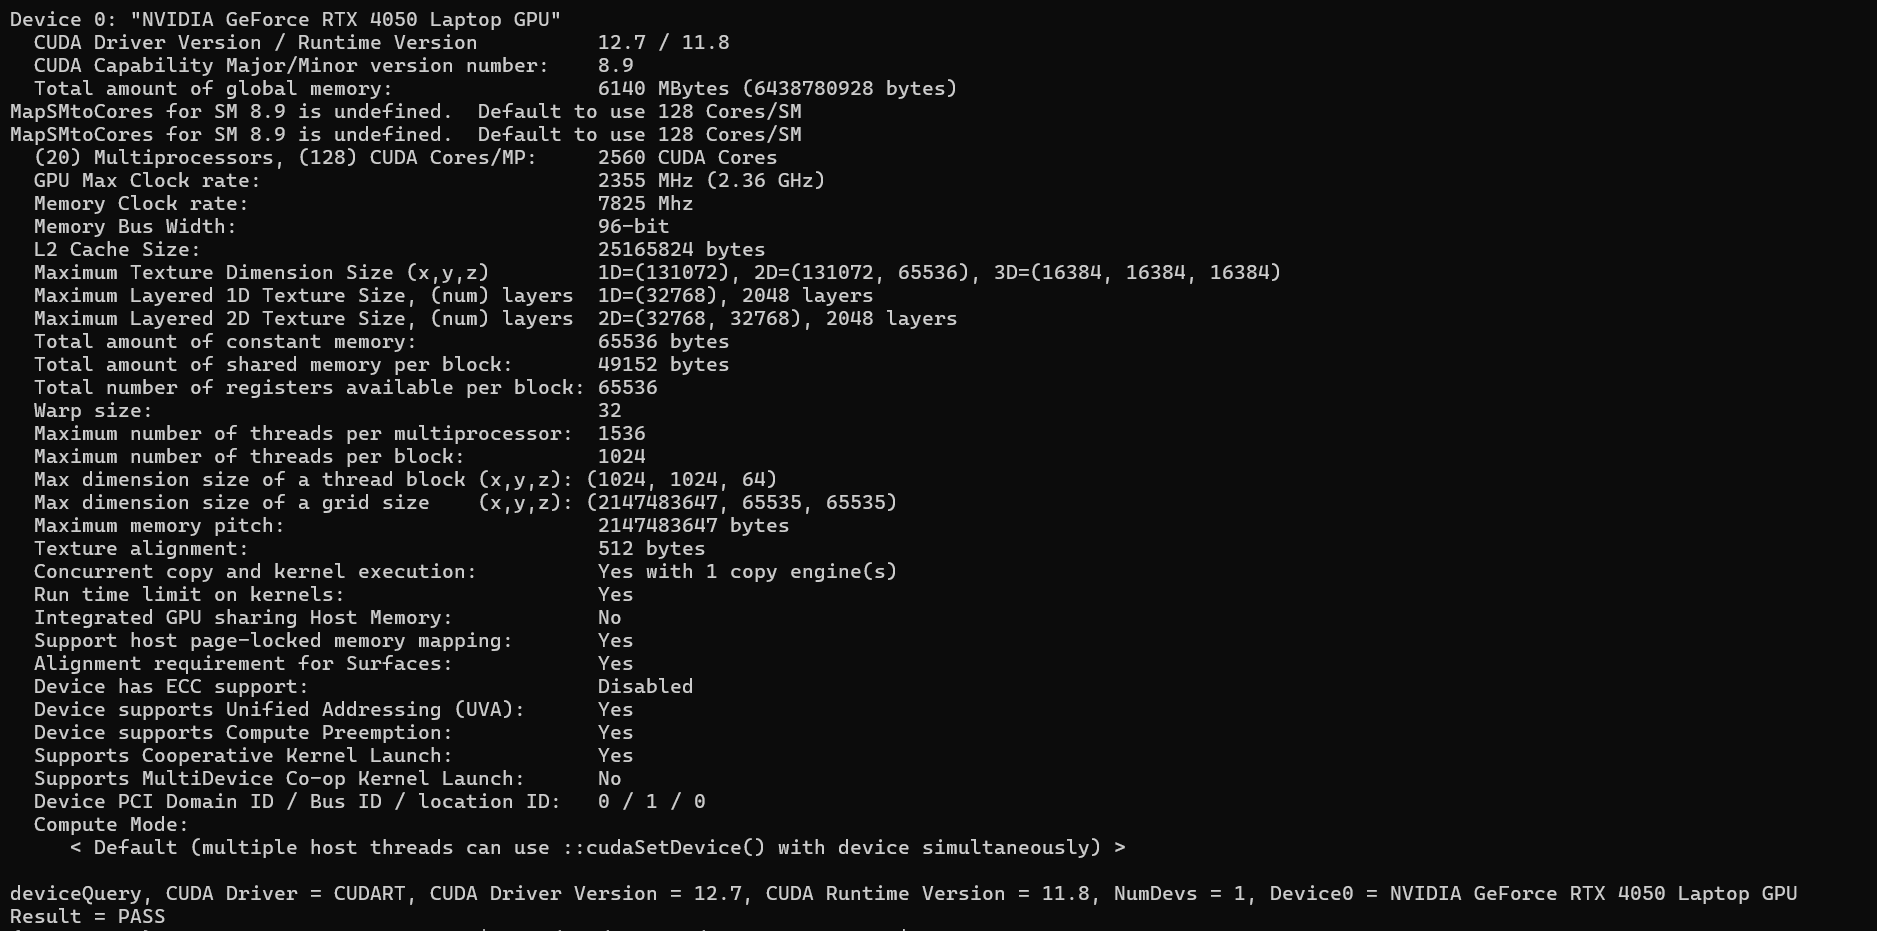 Device 0: "NVIDIA GeForce RTX 4050 Laptop GPU"
  CUDA Driver Version / Runtime Version          12.7 / 11.8
  CUDA Capability Major/Minor version number:    8.9
  Total amount of global memory:                 6140 MBytes (6438780928 bytes)
MapSMtoCores for SM 8.9 is undefined.  Default to use 128 Cores/SM
MapSMtoCores for SM 8.9 is undefined.  Default to use 128 Cores/SM
  (20) Multiprocessors, (128) CUDA Cores/MP:     2560 CUDA Cores
  GPU Max Clock rate:                            2355 MHz (2.36 GHz)
  Memory Clock rate:                             7825 Mhz
  Memory Bus Width:                              96-bit
  L2 Cache Size:                                 25165824 bytes
  Maximum Texture Dimension Size (x,y,z)         1D=(131072), 2D=(131072, 65536), 3D=(16384, 16384, 16384)
  Maximum Layered 1D Texture Size, (num) layers  1D=(32768), 2048 layers
  Maximum Layered 2D Texture Size, (num) layers  2D=(32768, 32768), 2048 layers
  Total amount of constant memory:               65536 bytes
  Total amount of shared memory per block:       49152 bytes
  Total number of registers available per block: 65536
  Warp size:                                     32
  Maximum number of threads per multiprocessor:  1536
  Maximum number of threads per block:           1024
  Max dimension size of a thread block (x,y,z): (1024, 1024, 64)
  Max dimension size of a grid size    (x,y,z): (2147483647, 65535, 65535)
  Maximum memory pitch:                          2147483647 bytes
  Texture alignment:                             512 bytes
  Concurrent copy and kernel execution:          Yes with 1 copy engine(s)
  Run time limit on kernels:                     Yes
  Integrated GPU sharing Host Memory:            No
  Support host page-locked memory mapping:       Yes
  Alignment requirement for Surfaces:            Yes
  Device has ECC support:                        Disabled
  Device supports Unified Addressing (UVA):      Yes
  Device supports Compute Preemption:            Yes
  Supports Cooperative Kernel Launch:            Yes
  Supports MultiDevice Co-op Kernel Launch:      No
  Device PCI Domain ID / Bus ID / location ID:   0 / 1 / 0
  Compute Mode:
     < Default (multiple host threads can use ::cudaSetDevice() with device simultaneously) >

deviceQuery, CUDA Driver = CUDART, CUDA Driver Version = 12.7, CUDA Runtime Version = 11.8, NumDevs = 1, Device0 = NVIDIA GeForce RTX 4050 Laptop GPU
Result = PASS